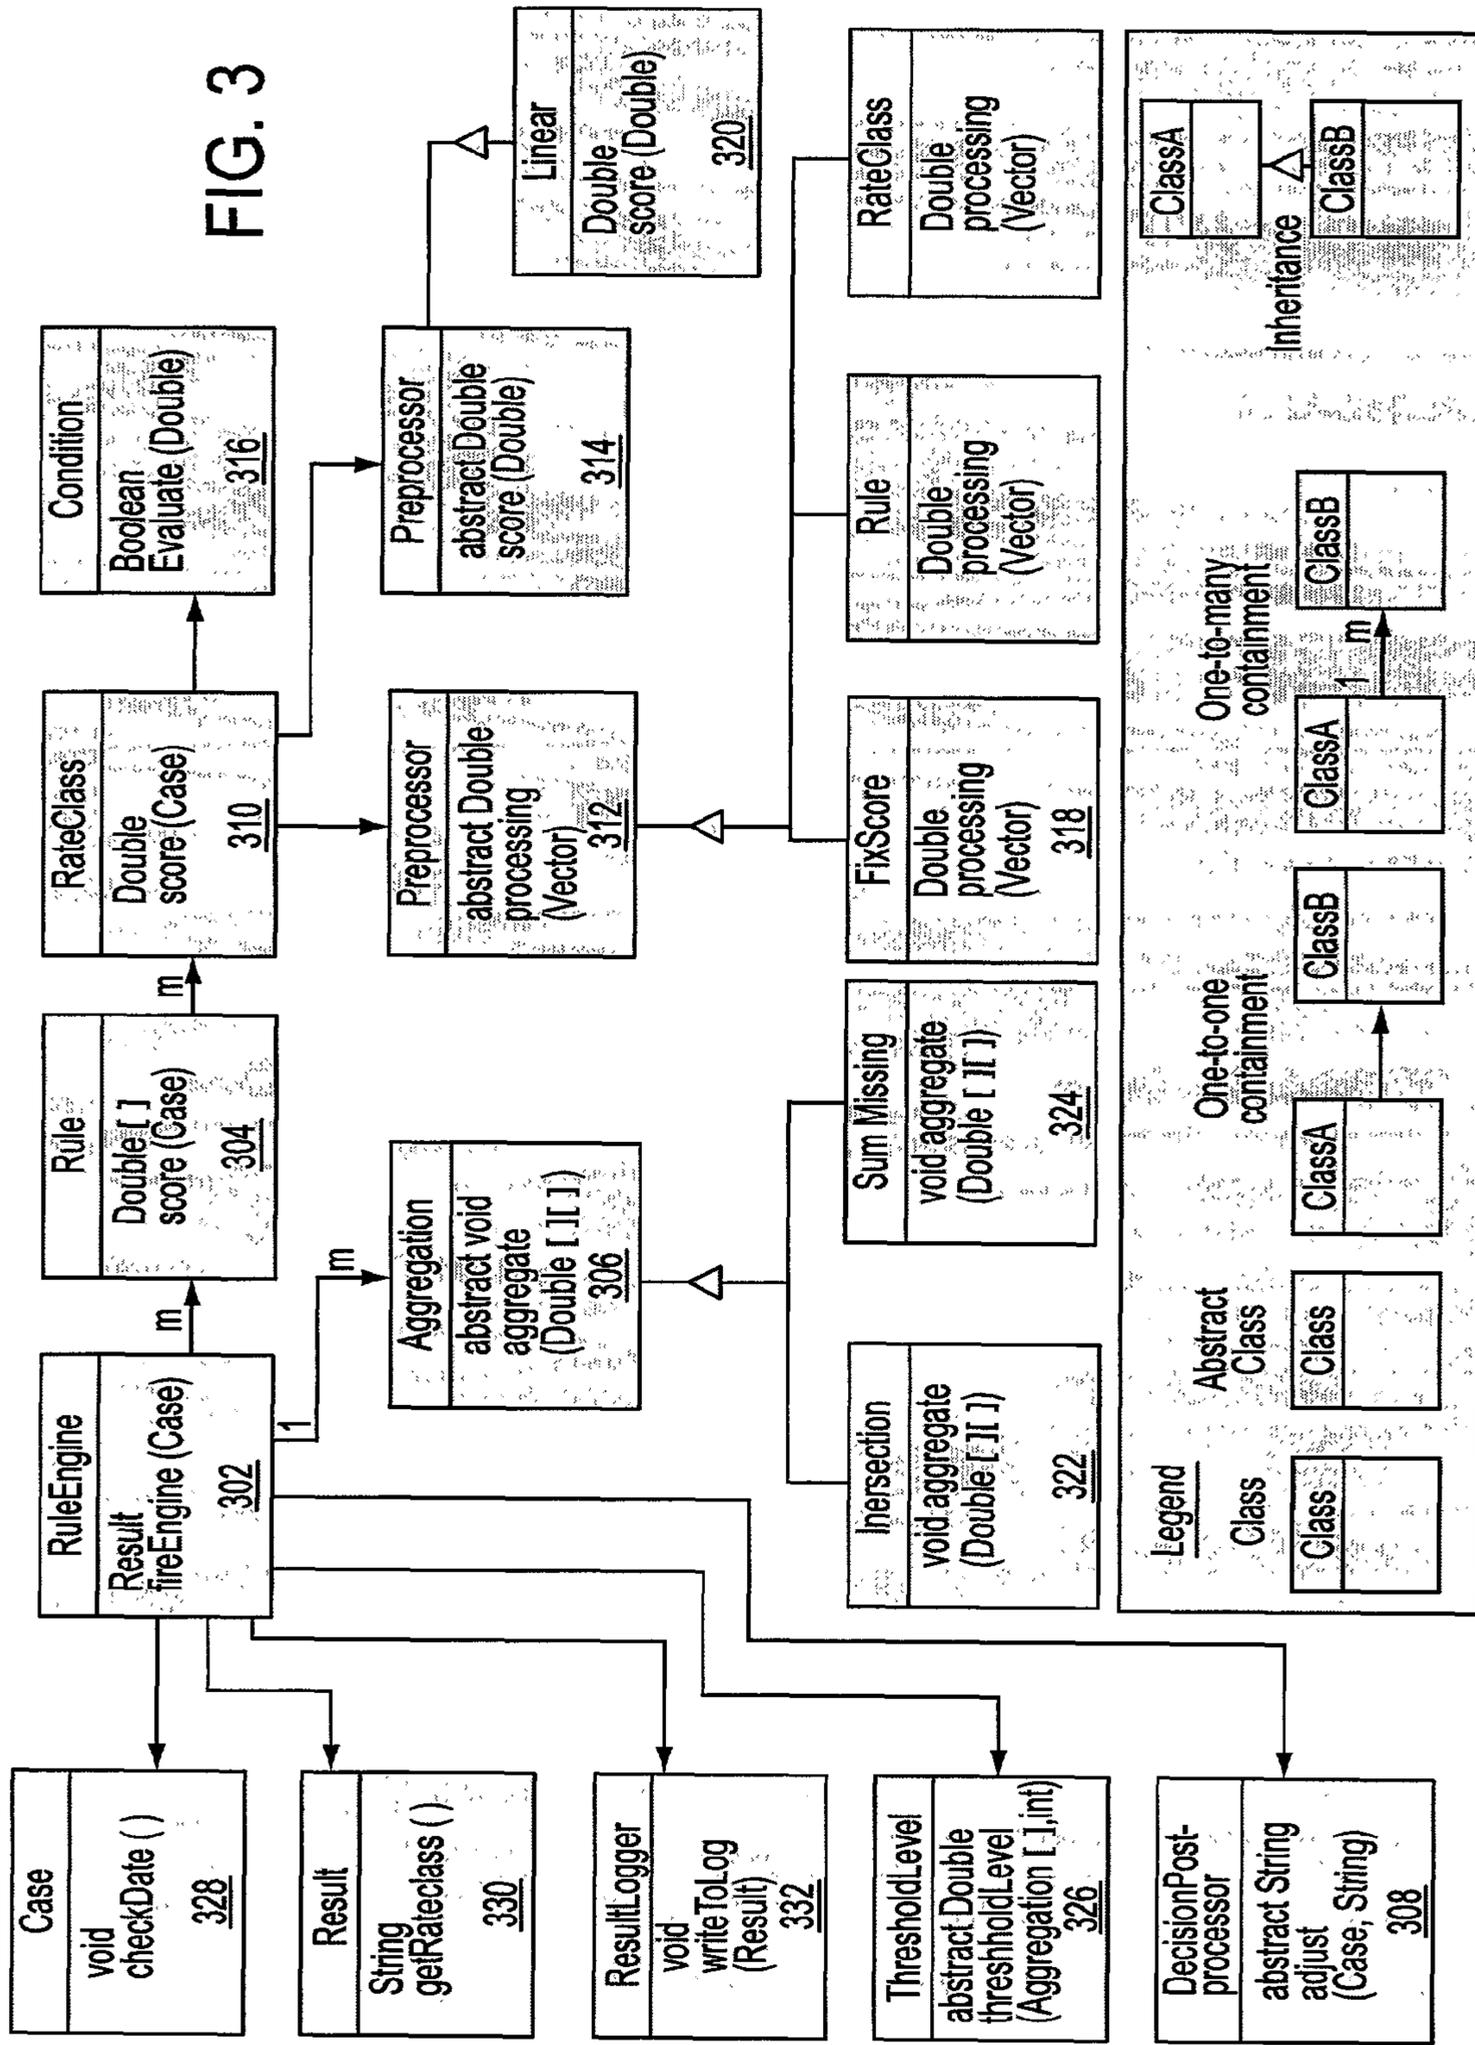 FIG. 3
Case
void
checkDate ( )
328
Result
String
getRateclass ( )
330
ResultLogger
void
writeToLog
(Result)
332
ThresholdLevel
abstract Double
threshholdLevel
(Aggregation [ ],int)
326
DecisionPost-
processor
abstract String
adjust
(Case, String)
308
RuleEngine
Result
fireEngine (Case)
302
m
1
m
Rule
Double [ ]
score (Case)
304
m
RateClass
Double
score (Case)
310
Condition
Boolean
Evaluate (Double)
316
Aggregation
abstract void
aggregate
(Double [ ][ ])
306
Preprocessor
abstract Double
processing
(Vector)
312
Preprocessor
abstract Double
score (Double)
314
Linear
Double
score (Double)
320
Inersection
void aggregate
(Double [ ][ ])
322
Sum Missing
void aggregate
(Double [ ][ ])
324
FixScore
Double
processing
(Vector)
318
Rule
Double
processing
(Vector)
RateClass
Double
processing
(Vector)
Legend
Class
Class
Abstract
Class
Class
One-to-one
containment
ClassA
ClassB
One-to-many
containment
ClassA
1
m
ClassB
Inheritance
ClassA
ClassB